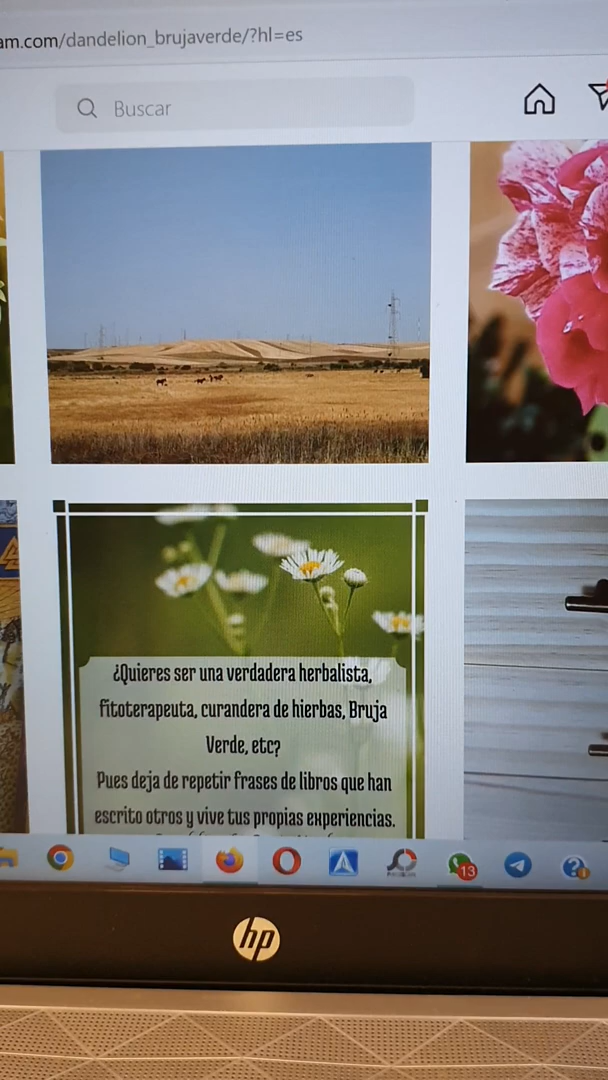 am.com/dandelion_brujaverde/?hl=es
Buscar
¿Quieres ser una verdadera herbalista,
fitoterapeuta, curandera de hierbas, Bruja
Verde, etc?
Pues deja de repetir frases de libros que han
escrito otros y vive tus propias experiencias.
13
hp